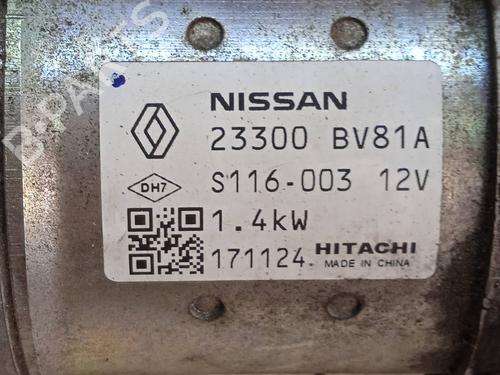 B-PARTS
NISSAN
23300 BV81A
DH7
S116-003 12V
1.4kW
171124 HITACHI
MADE IN CHINA